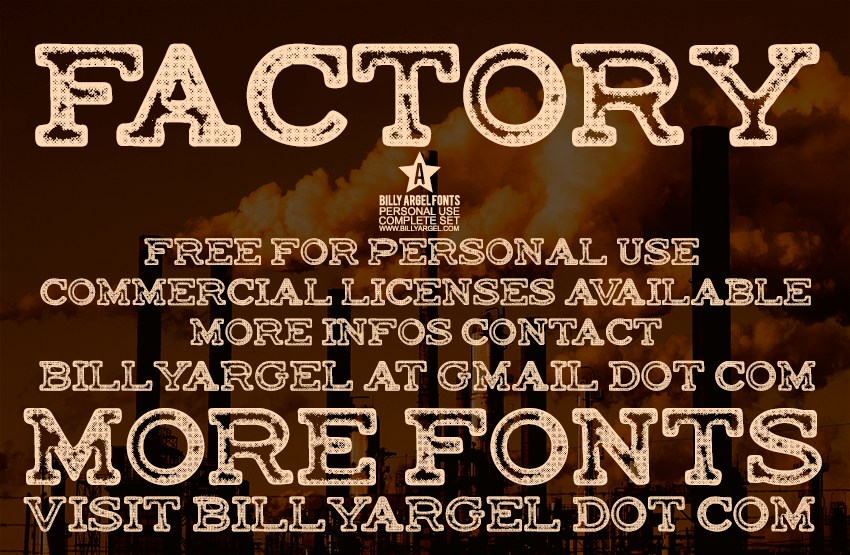 FACTORY
A
BILLY ARGEL FONTS
PERSONAL USE
COMPLETE SET
WWW.BILLYARGEL.COM
FREE FOR PERSONAL USE
COMMERCIAL LICENSES AVAILABLE
MORE INFOS CONTACT
BILLYARGEL AT GMAIL DOT COM
MORE FONTS
VISIT BILLYARGEL DOT COM